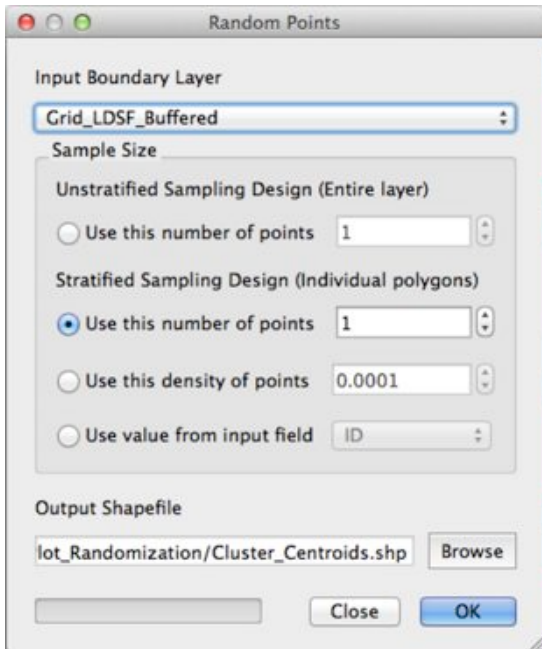 Random Points
Input Boundary Layer
Grid_LDSF_Buffered
Sample Size
Unstratified Sampling Design (Entire layer)
Use this number of points 1
Stratified Sampling Design (Individual polygons)
Use this number of points 1
Use this density of points 0.0001
Use value from input field ID
Output Shapefile
lot_Randomization/Cluster_Centroids.shp Browse
Close OK